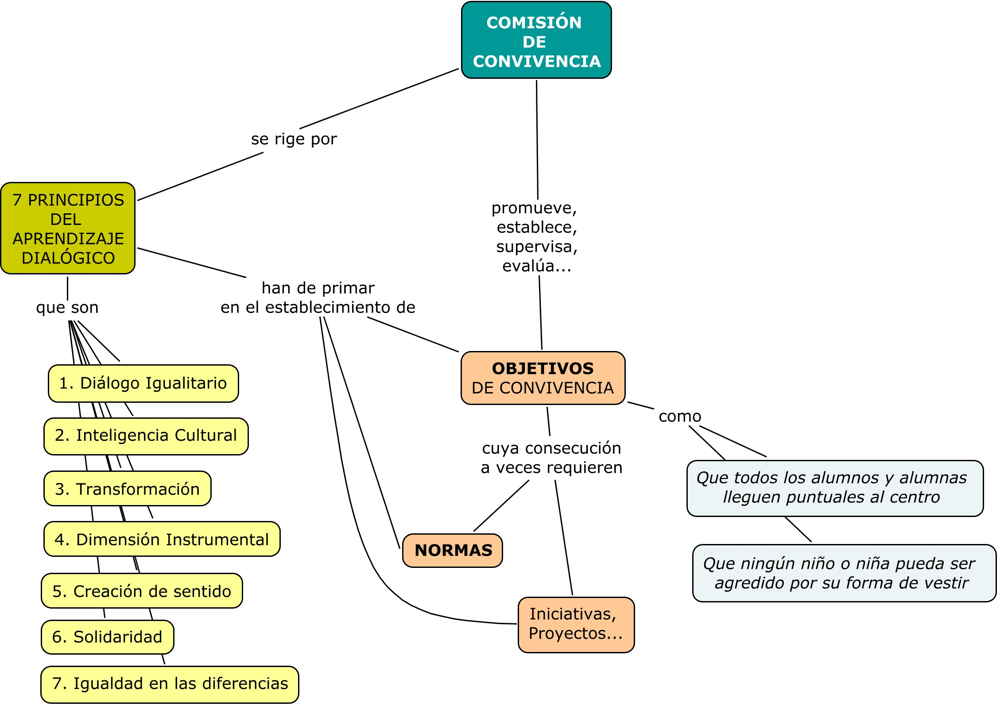 COMISIÓN
DE
CONVIVENCIA
se rige por
7 PRINCIPIOS
DEL
APRENDIZAJE
DIALÓGICO
promueve,
establece,
supervisa,
evalúa...
han de primar
en el establecimiento de
que son
1. Diálogo Igualitario
2. Inteligencia Cultural
3. Transformación
4. Dimensión Instrumental
5. Creación de sentido
6. Solidaridad
7. Igualdad en las diferencias
OBJETIVOS
DE CONVIVENCIA
como
cuya consecución
a veces requieren
Que todos los alumnos y alumnas
lleguen puntuales al centro
NORMAS
Que ningún niño o niña pueda ser
agredido por su forma de vestir
Iniciativas,
Proyectos...